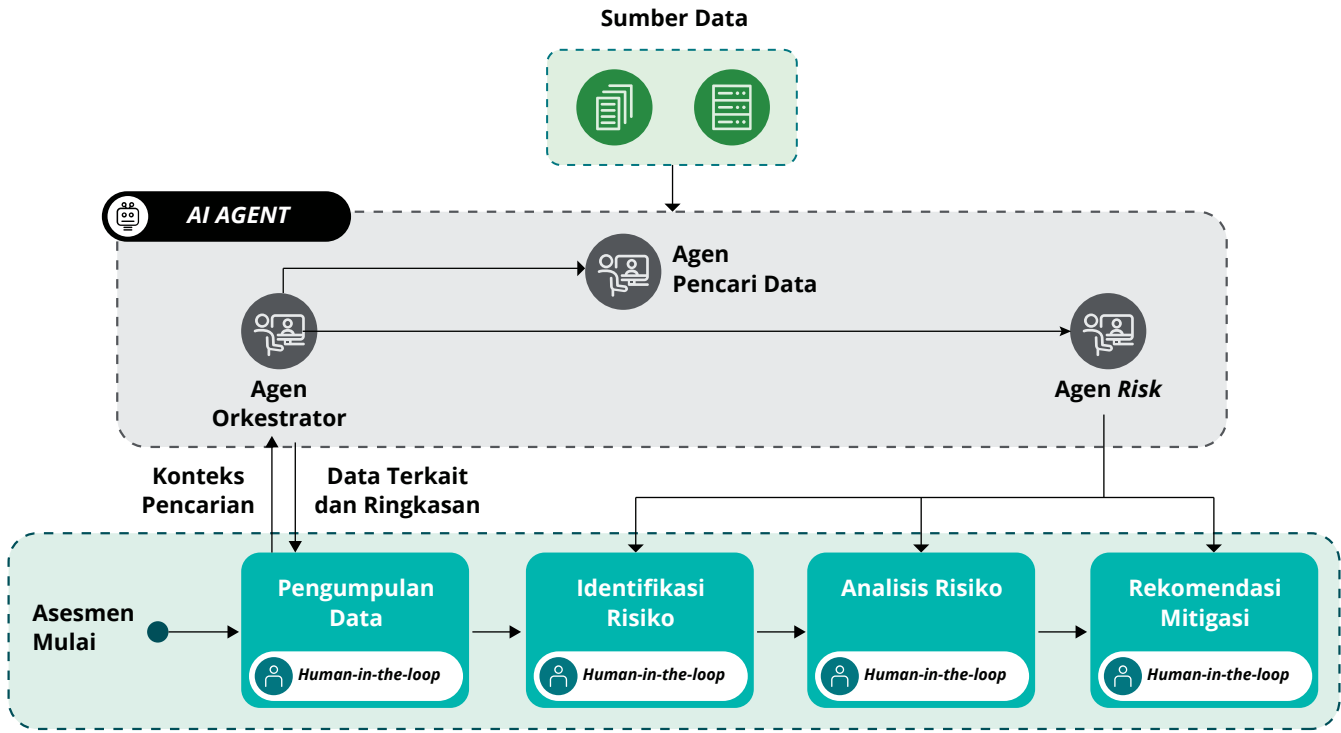 Sumber Data
AI AGENT
Agen
Pencari Data
Agen
Orkestrator
Agen Risk
Konteks
Pencarian
Data Terkait
dan Ringkasan
Asesmen
Mulai
Pengumpulan
Data
Human-in-the-loop
Identifikasi
Risiko
Human-in-the-loop
Analisis Risiko
Human-in-the-loop
Rekomendasi
Mitigasi
Human-in-the-loop